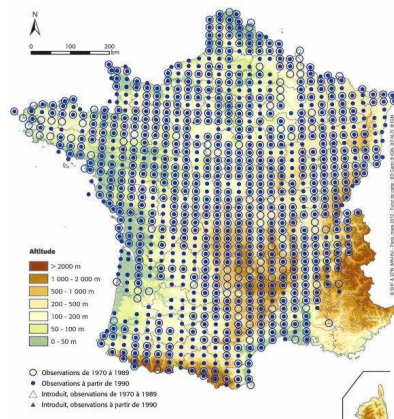 N
0 100 200
km
Altitude
> 2000 m
1 000 - 2 000 m
500 - 1 000 m
200 - 500 m
100 - 200 m
50 - 100 m
0 - 50 m
Observations de 1970 à 1989
Observations à partir de 1990
Introduit, observations de 1970 à 1989
Introduit, observations à partir de 1990